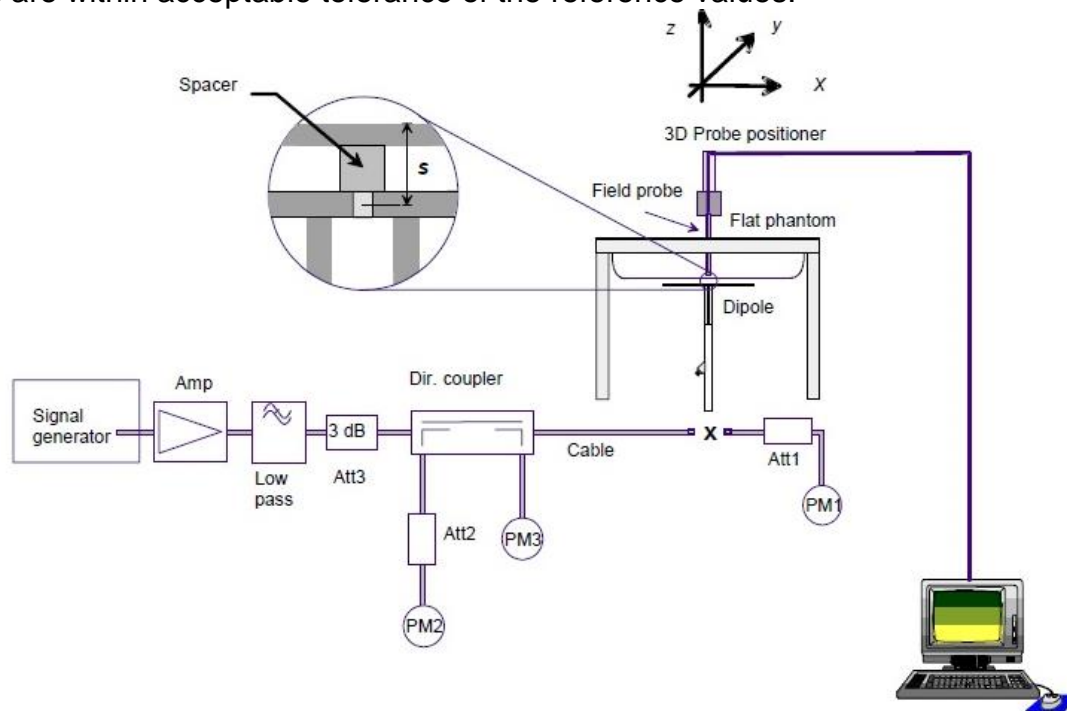 are within acceptable tolerance of the reference values.
z
y
X
Spacer
s
3D Probe positioner
Field probe
Flat phantom
Dipole
Signal
generator
Amp
Low
pass
3 dB
Att3
Dir. coupler
Cable
x
Att1
PM1
Att2
PM3
PM2